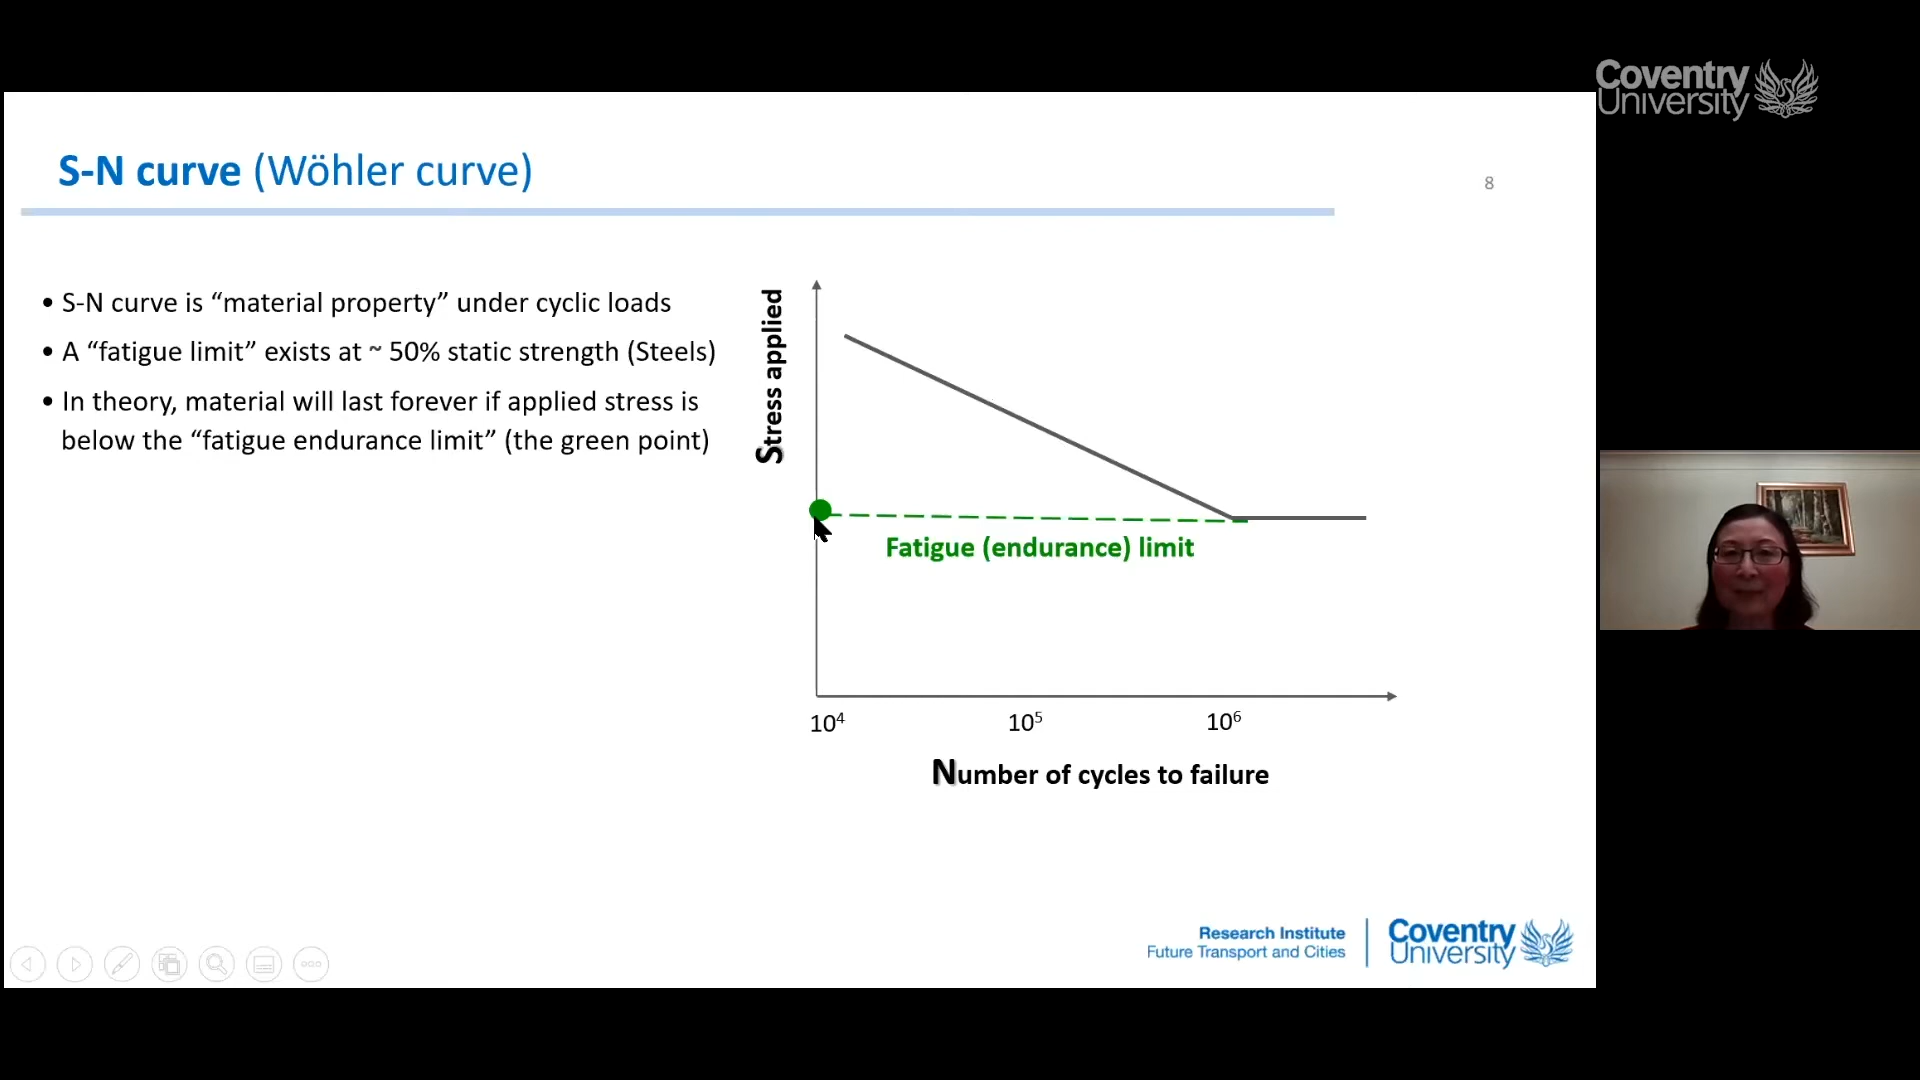 Coventry
University
S-N curve (Wöhler curve)
8
• S-N curve is “material property” under cyclic loads
• A “fatigue limit” exists at ~ 50% static strength (Steels)
• In theory, material will last forever if applied stress is
below the “fatigue endurance limit” (the green point)
Stress applied
Fatigue (endurance) limit
10⁴ 10⁵ 10⁶
Number of cycles to failure
Research Institute
Future Transport and Cities
Coventry
University